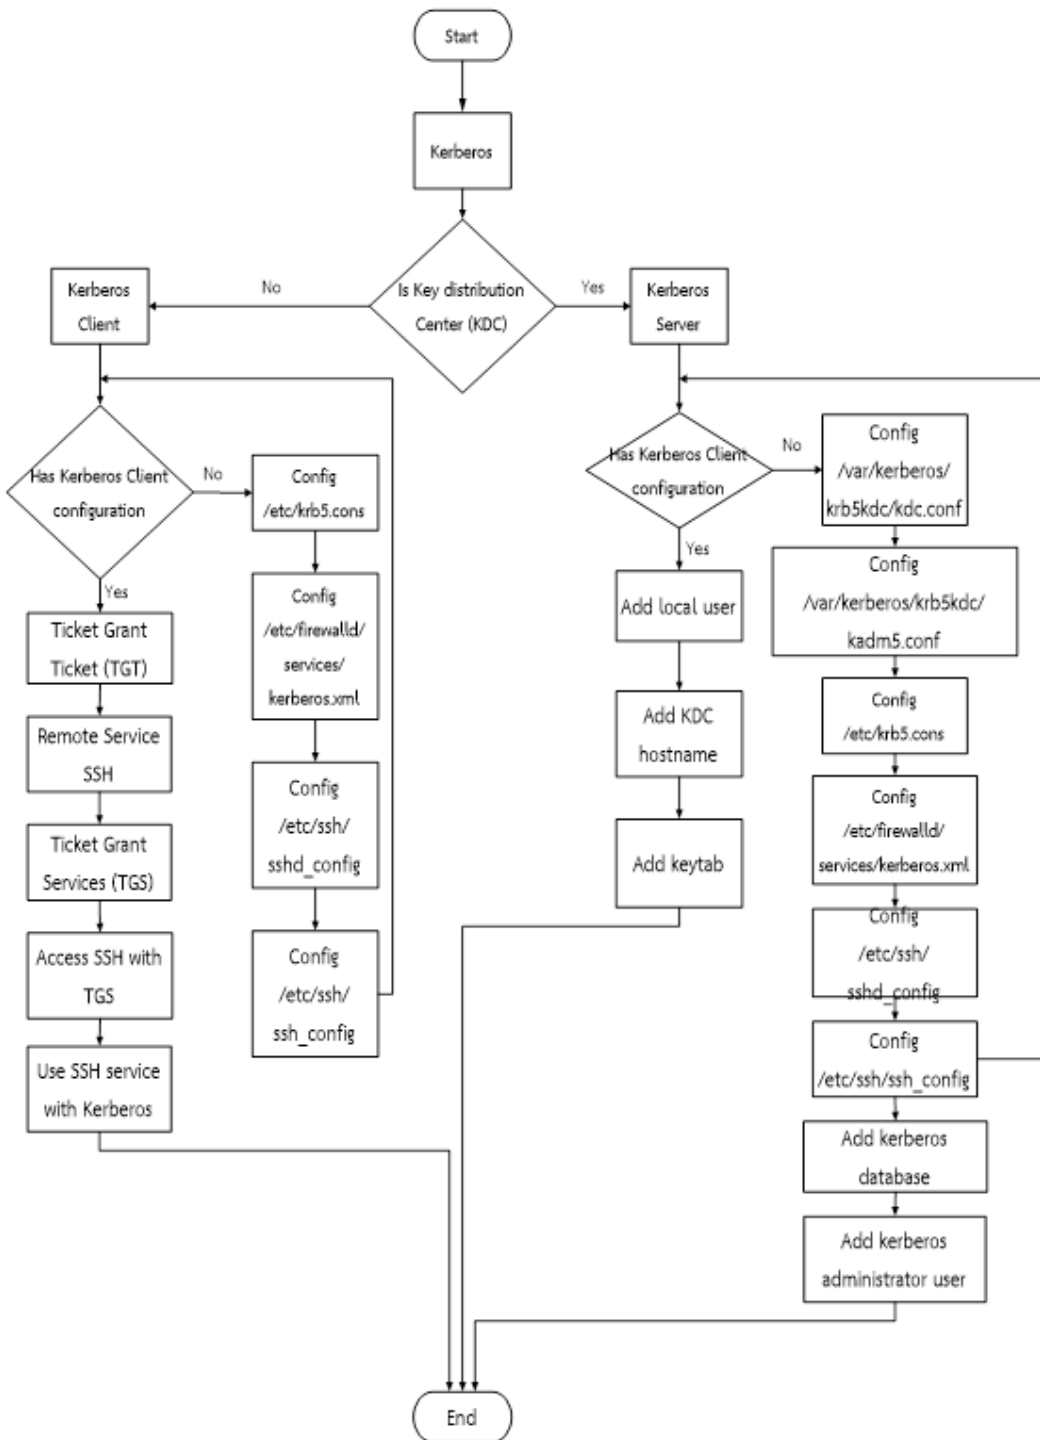 Start
Kerberos
Is Key distribution
Center (KDC)
No
Yes
Kerberos
Client
Kerberos
Server
Has Kerberos Client
configuration
No
Yes
Config
/etc/krb5.cons
Config
/etc/firewalld/
services/
kerberos.xml
Config
/etc/ssh/
sshd_config
Config
/etc/ssh/
ssh_config
Ticket Grant
Ticket (TGT)
Remote Service
SSH
Ticket Grant
Services (TGS)
Access SSH with
TGS
Use SSH service
with Kerberos
Has Kerberos Client
configuration
No
Yes
Add local user
Add KDC
hostname
Add keytab
Config
/var/kerberos/
krb5kdc/kdc.conf
Config
/var/kerberos/krb5kdc/
kadm5.conf
Config
/etc/krb5.cons
Config
/etc/firewalld/
services/kerberos.xml
Config
/etc/ssh/
sshd_config
Config
/etc/ssh/ssh_config
Add kerberos
database
Add kerberos
administrator user
End